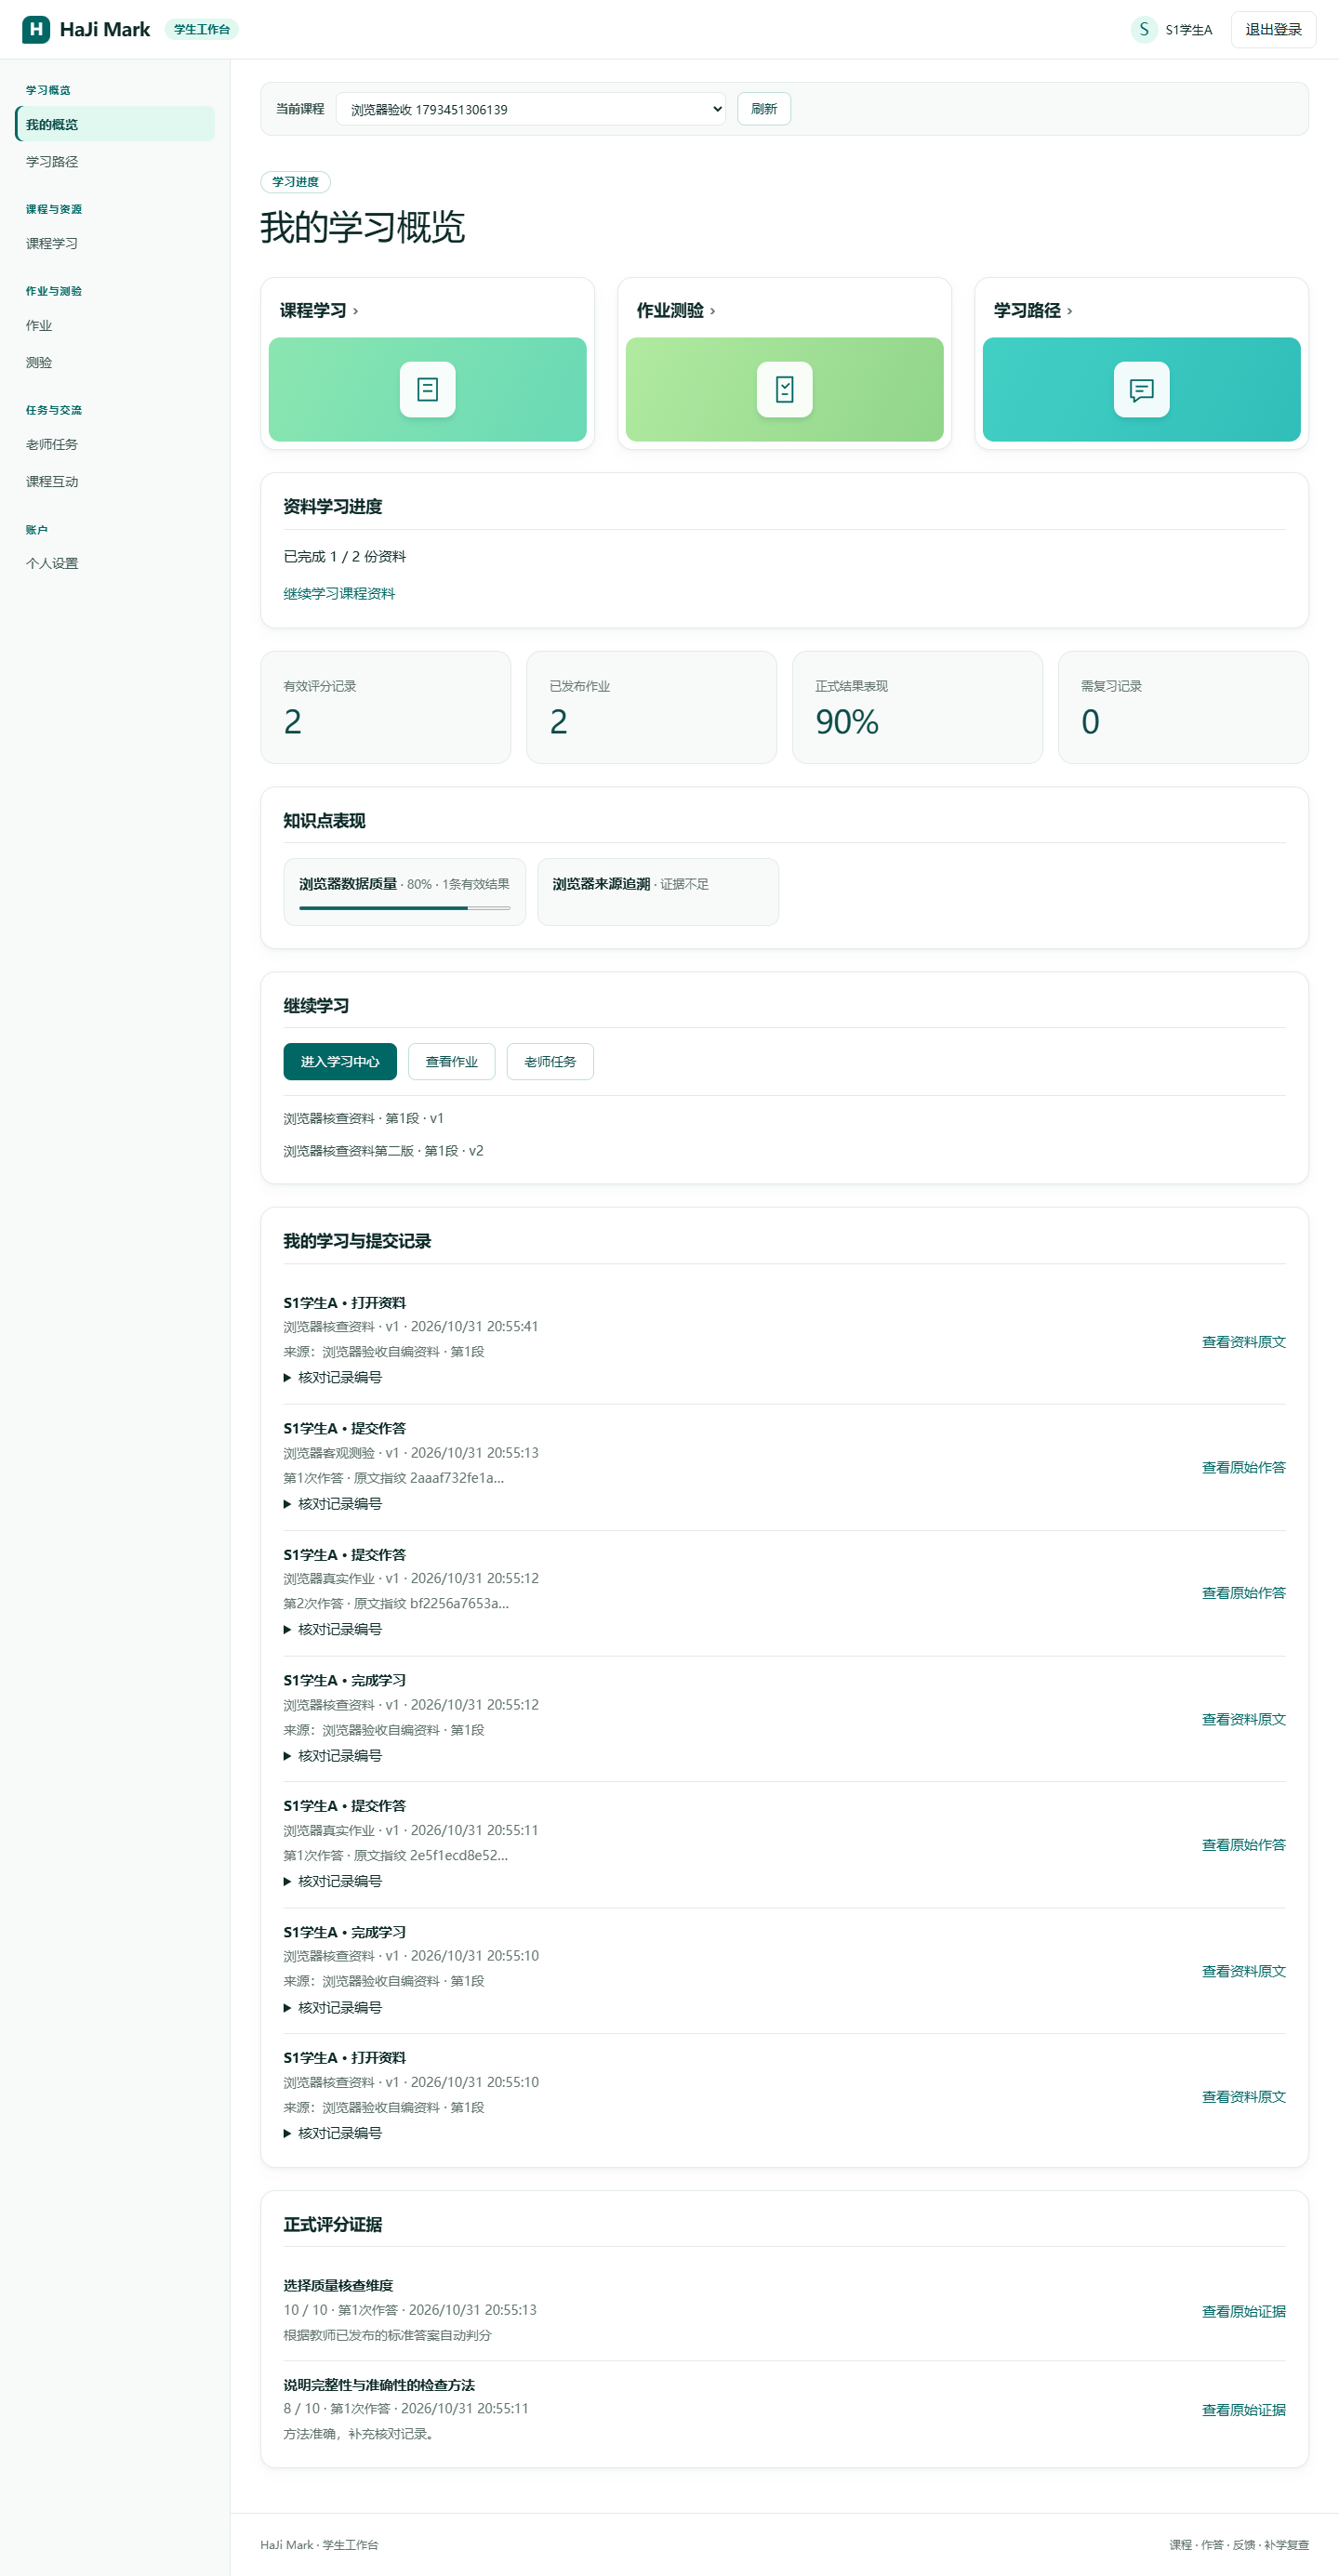 H HaJi Mark 学生工作台
S S1学生A 退出登录
学习概览
我的概览
学习路径
课程与资源
课程学习
作业与测验
作业
测验
任务与交流
老师任务
课程互动
账户
个人设置
当前课程 浏览器验收 1793451306139 刷新
学习进度
我的学习概览
课程学习 ›
作业测验 ›
学习路径 ›
资料学习进度
已完成 1 / 2 份资料
继续学习课程资料
有效评分记录
2
已发布作业
2
正式结果表现
90%
需复习记录
0
知识点表现
浏览器数据质量 · 80% · 1条有效结果
浏览器来源追溯 · 证据不足
继续学习
进入学习中心 查看作业 老师任务
浏览器核查资料 · 第1段 · v1
浏览器核查资料第二版 · 第1段 · v2
我的学习与提交记录
S1学生A • 打开资料
浏览器核查资料 · v1 · 2026/10/31 20:55:41
来源：浏览器验收自编资料 · 第1段
▶ 核对记录编号
查看资料原文
S1学生A • 提交作答
浏览器客观测验 · v1 · 2026/10/31 20:55:13
第1次作答 · 原文指纹 2aaaf732fe1a…
▶ 核对记录编号
查看原始作答
S1学生A • 提交作答
浏览器真实作业 · v1 · 2026/10/31 20:55:12
第2次作答 · 原文指纹 bf2256a7653a…
▶ 核对记录编号
查看原始作答
S1学生A • 完成学习
浏览器核查资料 · v1 · 2026/10/31 20:55:12
来源：浏览器验收自编资料 · 第1段
▶ 核对记录编号
查看资料原文
S1学生A • 提交作答
浏览器真实作业 · v1 · 2026/10/31 20:55:11
第1次作答 · 原文指纹 2e5f1ecd8e52…
▶ 核对记录编号
查看原始作答
S1学生A • 完成学习
浏览器核查资料 · v1 · 2026/10/31 20:55:10
来源：浏览器验收自编资料 · 第1段
▶ 核对记录编号
查看资料原文
S1学生A • 打开资料
浏览器核查资料 · v1 · 2026/10/31 20:55:10
来源：浏览器验收自编资料 · 第1段
▶ 核对记录编号
查看资料原文
正式评分证据
选择质量核查维度
10 / 10 · 第1次作答 · 2026/10/31 20:55:13
根据教师已发布的标准答案自动判分
查看原始证据
说明完整性与准确性的检查方法
8 / 10 · 第1次作答 · 2026/10/31 20:55:11
方法准确，补充核对记录。
查看原始证据
HaJi Mark · 学生工作台
课程 · 作答 · 反馈 · 补学复查